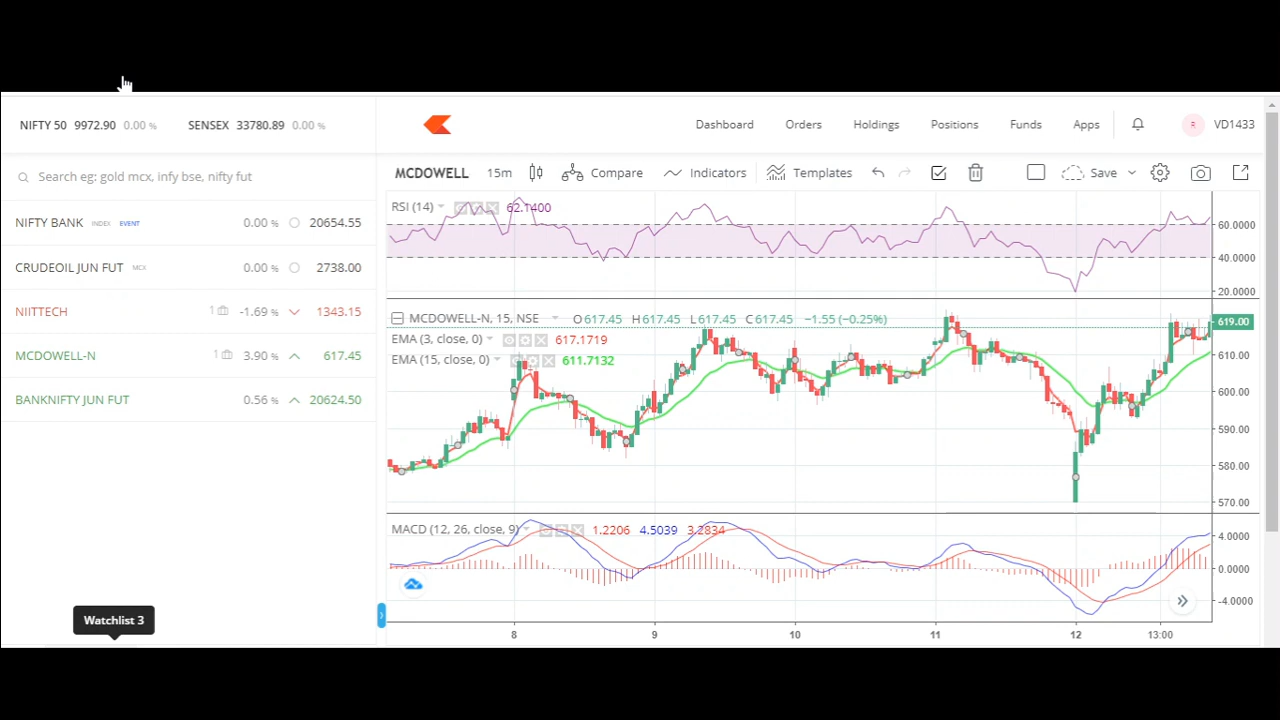 NIFTY 50 9972.90 0.00 % SENSEX 33780.89 0.00 %
Dashboard Orders Holdings Positions Funds Apps R VD1433
Search eg: gold mcx, infy bse, nifty fut
MCDOWELL 15m Compare Indicators Templates Save
NIFTY BANK INDEX EVENT 0.00 % 20654.55
CRUDEOIL JUN FUT MCX 0.00 % 2738.00
NIITTECH 1 -1.69 % 1343.15
MCDOWELL-N 1 3.90 % 617.45
BANKNIFTY JUN FUT 0.56 % 20624.50
Watchlist 3
RSI (14) 62.1400
60.0000
40.0000
20.0000
MCDOWELL-N, 15, NSE O617.45 H617.45 L617.45 C617.45 −1.55 (−0.25%)
EMA (3, close, 0) 617.1719
EMA (15, close, 0) 611.7132
619.00
610.00
600.00
590.00
580.00
570.00
MACD (12, 26, close, 9) 1.2206 4.5039 3.2834
4.0000
0.0000
-4.0000
8 9 10 11 12 13:00